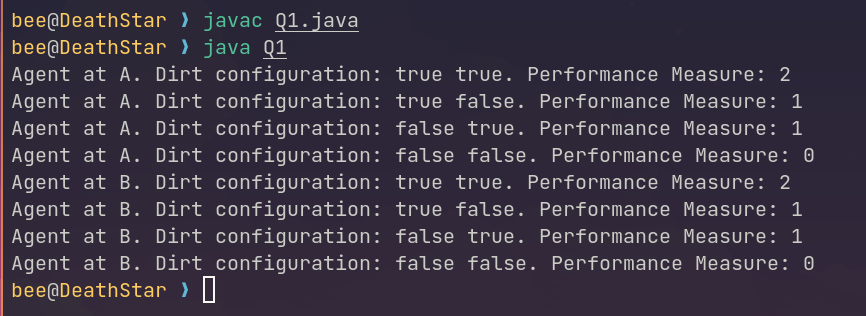 bee@DeathStar ❫ javac Q1.java
bee@DeathStar ❫ java Q1
Agent at A. Dirt configuration: true true. Performance Measure: 2
Agent at A. Dirt configuration: true false. Performance Measure: 1
Agent at A. Dirt configuration: false true. Performance Measure: 1
Agent at A. Dirt configuration: false false. Performance Measure: 0
Agent at B. Dirt configuration: true true. Performance Measure: 2
Agent at B. Dirt configuration: true false. Performance Measure: 1
Agent at B. Dirt configuration: false true. Performance Measure: 1
Agent at B. Dirt configuration: false false. Performance Measure: 0
bee@DeathStar ❫